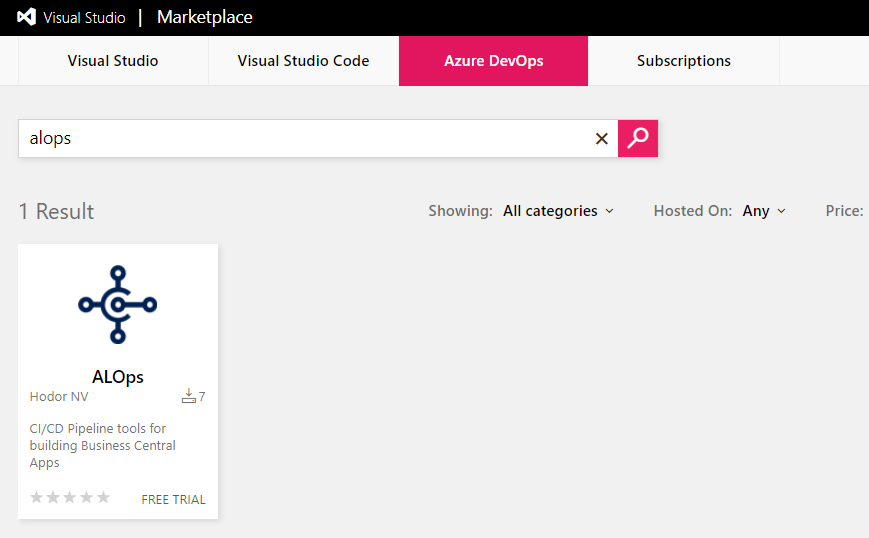 Visual Studio | Marketplace
Visual Studio Visual Studio Code Azure DevOps Subscriptions
alops
1 Result Showing: All categories Hosted On: Any Price:
ALOps
Hodor NV 7
CI/CD Pipeline tools for
building Business Central
Apps
FREE TRIAL